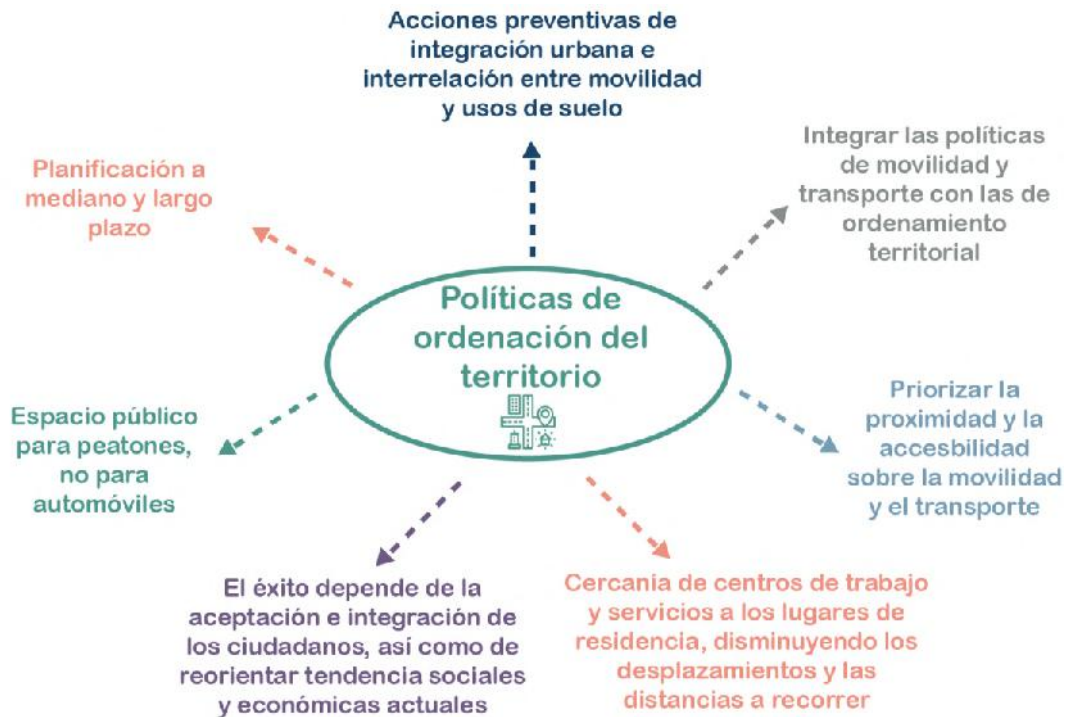 Acciones preventivas de
integración urbana e
interrelación entre movilidad
y usos de suelo
Planificación a
mediano y largo
plazo
Integrar las políticas
de movilidad y
transporte con las de
ordenamiento
territorial
Políticas de
ordenación del
territorio
Espacio público
para peatones,
no para
automóviles
Priorizar la
proximidad y la
accesbilidad
sobre la movilidad
y el transporte
El éxito depende de la
aceptación e integración de
los ciudadanos, así como de
reorientar tendencia sociales
y económicas actuales
Cercania de centros de trabajo
y servicios a los lugares de
residencia, disminuyendo los
desplazamientos y las
distancias a recorrer